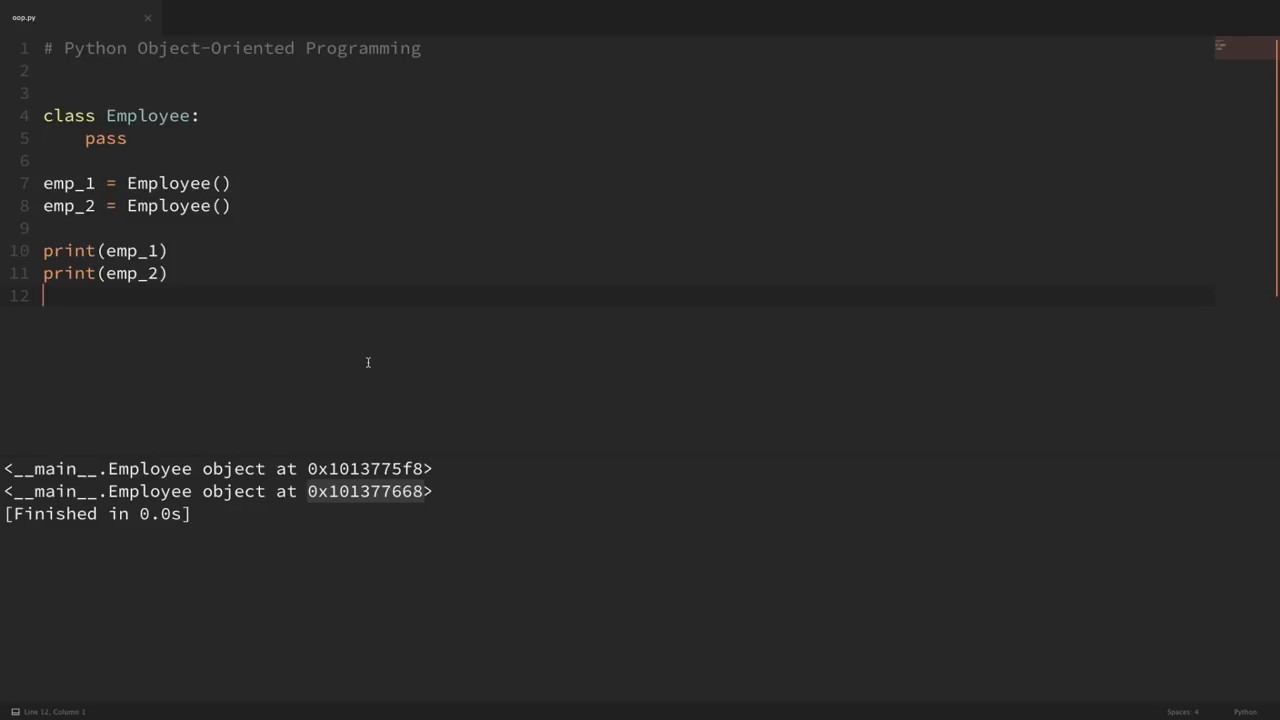 oop.py ×
1 # Python Object-Oriented Programming
2
3
4 class Employee:
5     pass
6
7 emp_1 = Employee()
8 emp_2 = Employee()
9
10 print(emp_1)
11 print(emp_2)
12
<__main__.Employee object at 0x1013775f8>
<__main__.Employee object at 0x101377668>
[Finished in 0.0s]
Line 12, Column 1 Spaces: 4 Python